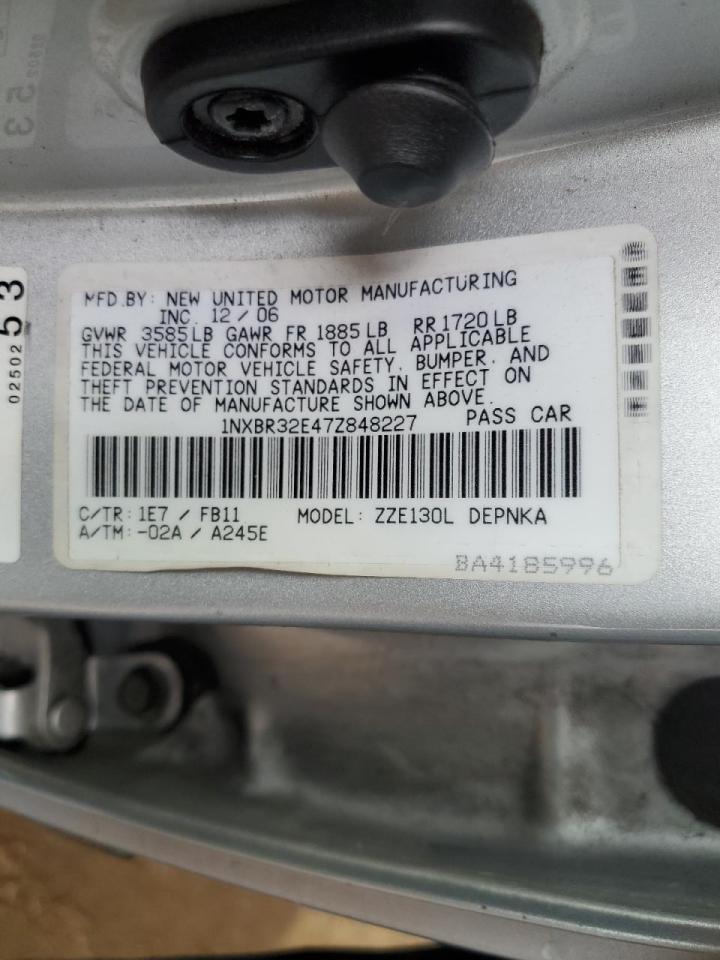 MFD.BY: NEW UNITED MOTOR MANUFACTURING
INC. 12 / 06
GVWR 3585LB GAWR FR 1885LB RR 1720LB
THIS VEHICLE CONFORMS TO ALL APPLICABLE
FEDERAL MOTOR VEHICLE SAFETY, BUMPER, AND
THEFT PREVENTION STANDARDS IN EFFECT ON
THE DATE OF MANUFACTURE SHOWN ABOVE.
1NXBR32E47Z848227 PASS CAR
C/TR: 1E7 / FB11 MODEL: ZZE130L DEPNKA
A/TM: -02A / A245E
BA4185996
02502 53